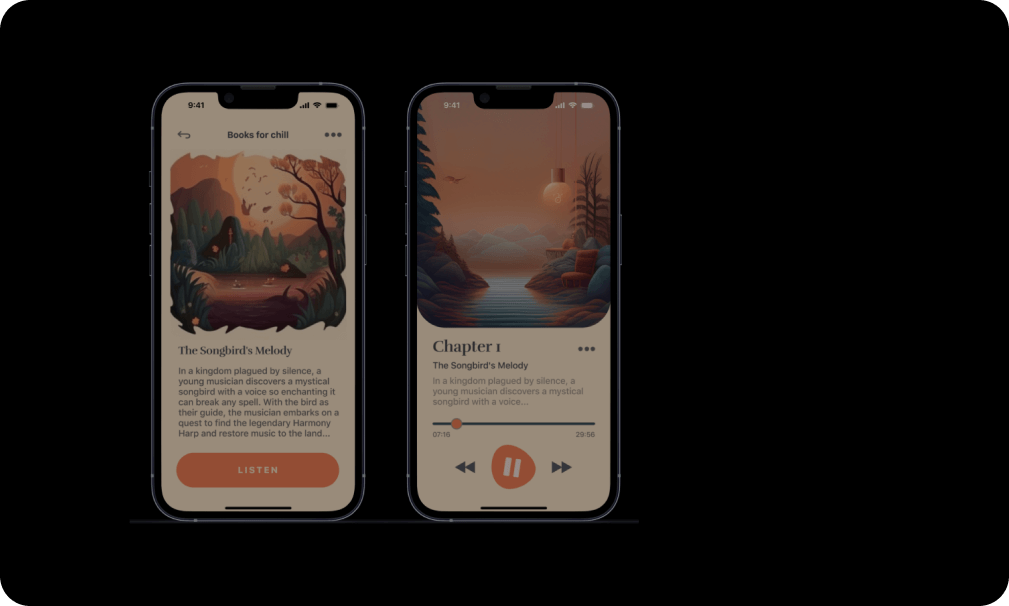 9:41
Books for chill
The Songbird's Melody
In a kingdom plagued by silence, a
young musician discovers a mystical
songbird with a voice so enchanting it
can break any spell. With the bird as
their guide, the musician embarks on a
quest to find the legendary Harmony
Harp and restore music to the land...
LISTEN
9:41
Chapter 1
The Songbird's Melody
In a kingdom plagued by silence, a
young musician discovers a mystical
songbird with a voice...
07:16 29:56